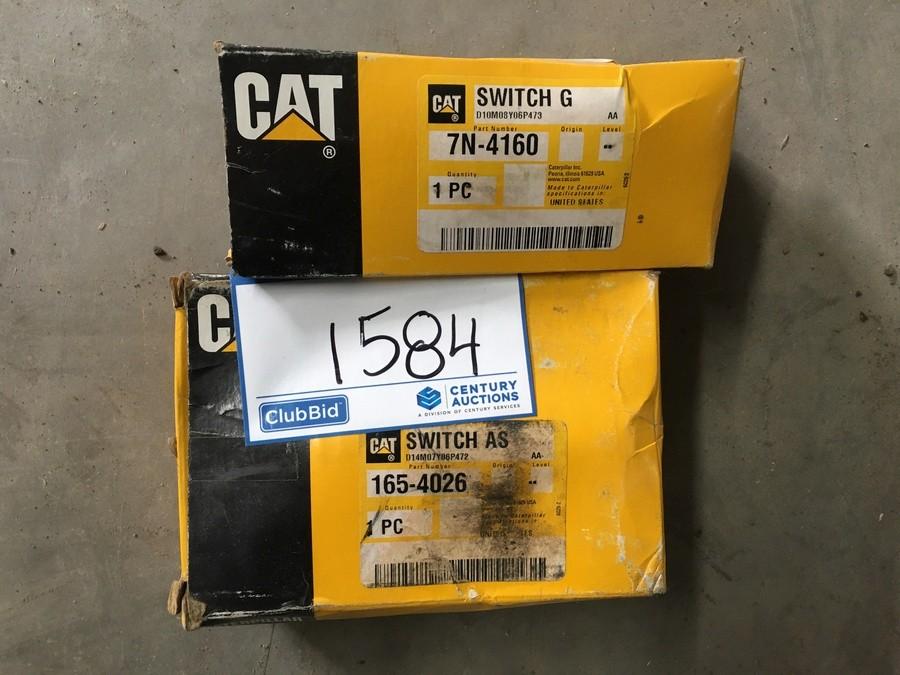 CAT
®
CAT ®
SWITCH G
D10M08Y06P473 AA
Part Number Origin Level
7N-4160 **
Caterpillar Inc.
Peoria, Illinois 61629 USA
www.cat.com
Quantity
1 PC
Made to Caterpillar
specifications in:
UNITED STATES
C
1584
ClubBid
CENTURY
AUCTIONS
A DIVISION OF CENTURY SERVICES
CAT ®
SWITCH AS
D14M07Y06P472 AA-
Part Number Origin Level
165-4026 **
Quantity
1 PC